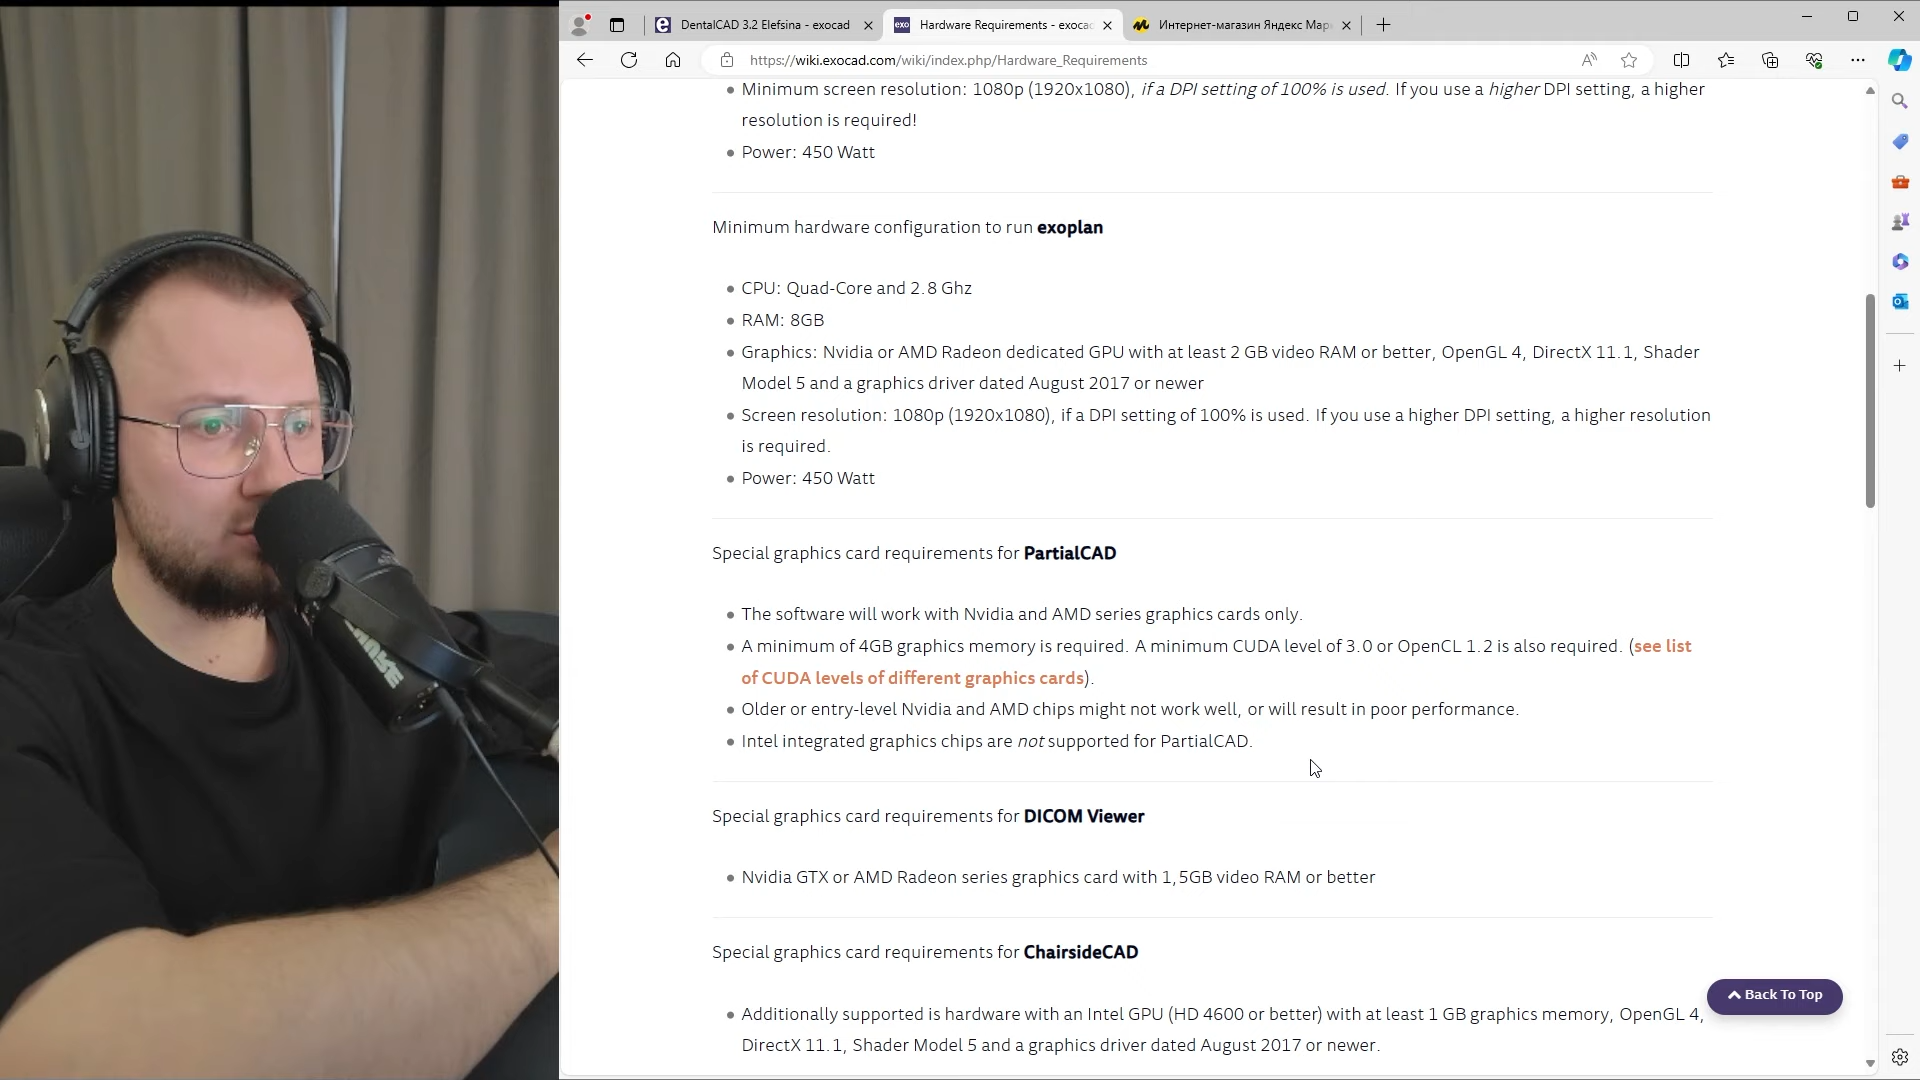 DentalCAD 3.2 Elefsina - exocad
Hardware Requirements - exocad
Интернет-магазин Яндекс Мар
https://wiki.exocad.com/wiki/index.php/Hardware_Requirements
Minimum screen resolution: 1080p (1920x1080), if a DPI setting of 100% is used. If you use a higher DPI setting, a higher
resolution is required!
Power: 450 Watt
Minimum hardware configuration to run exoplan
CPU: Quad-Core and 2.8 Ghz
RAM: 8GB
Graphics: Nvidia or AMD Radeon dedicated GPU with at least 2 GB video RAM or better, OpenGL 4, DirectX 11.1, Shader
Model 5 and a graphics driver dated August 2017 or newer
Screen resolution: 1080p (1920x1080), if a DPI setting of 100% is used. If you use a higher DPI setting, a higher resolution
is required.
Power: 450 Watt
Special graphics card requirements for PartialCAD
The software will work with Nvidia and AMD series graphics cards only.
A minimum of 4GB graphics memory is required. A minimum CUDA level of 3.0 or OpenCL 1.2 is also required. (see list
of CUDA levels of different graphics cards).
Older or entry-level Nvidia and AMD chips might not work well, or will result in poor performance.
Intel integrated graphics chips are not supported for PartialCAD.
Special graphics card requirements for DICOM Viewer
Nvidia GTX or AMD Radeon series graphics card with 1,5GB video RAM or better
Special graphics card requirements for ChairsideCAD
Back To Top
Additionally supported is hardware with an Intel GPU (HD 4600 or better) with at least 1 GB graphics memory, OpenGL 4,
DirectX 11.1, Shader Model 5 and a graphics driver dated August 2017 or newer.